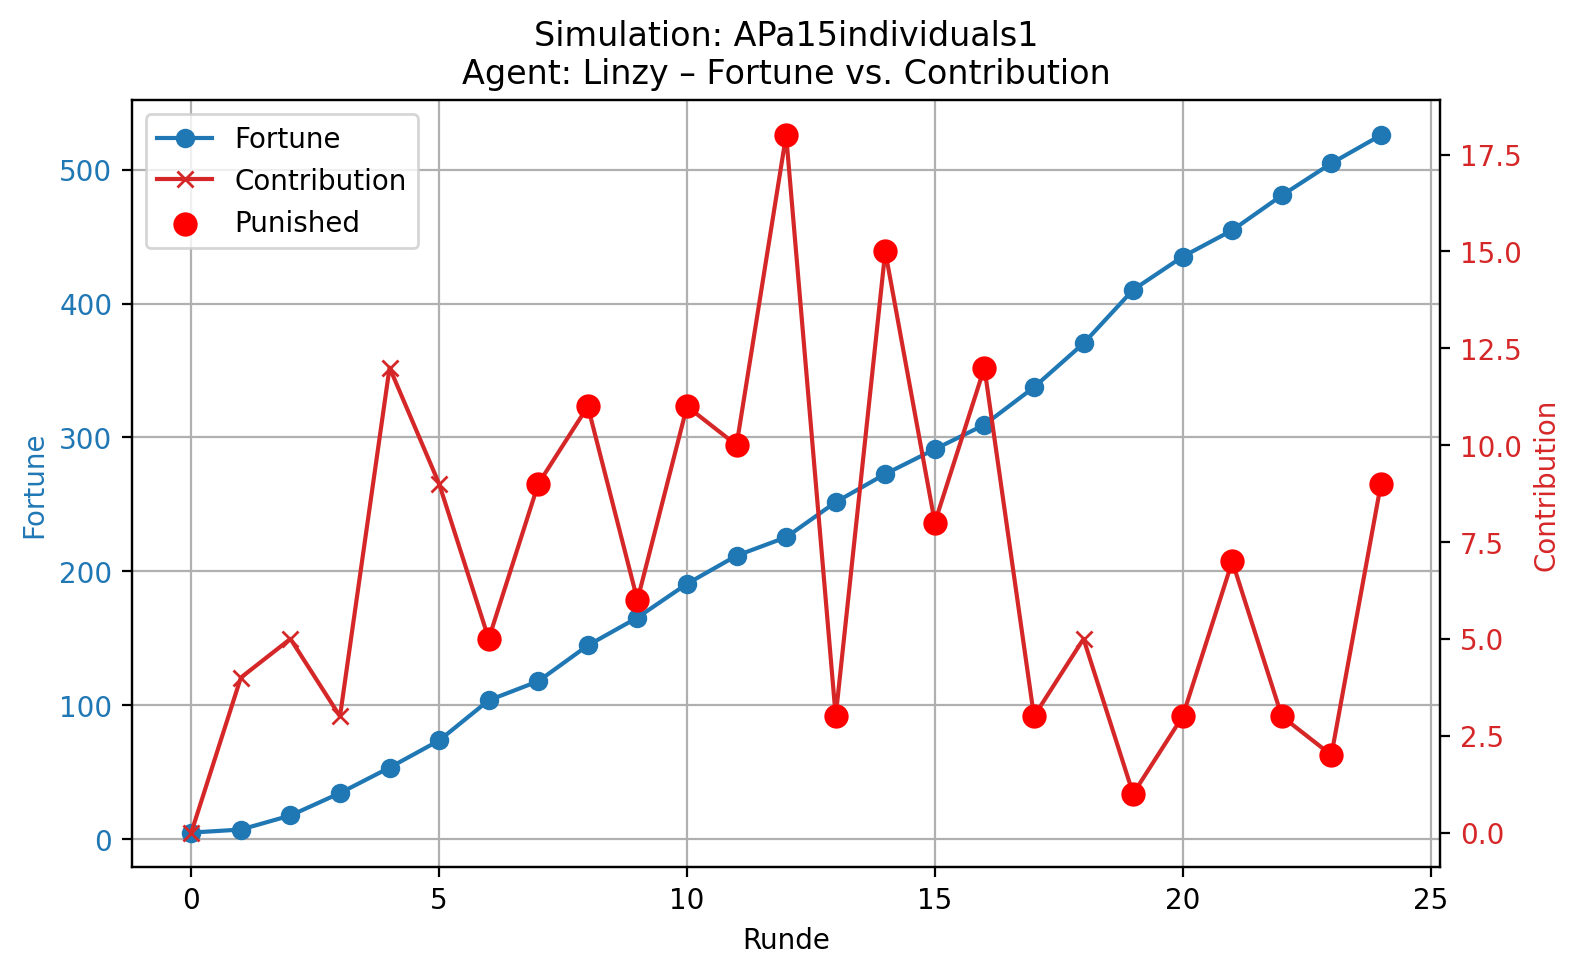 Simulation: APa15individuals1
Agent: Linzy – Fortune vs. Contribution
Fortune
Contribution
Punished
500
400
300
200
100
0
Fortune
17.5
15.0
12.5
10.0
7.5
5.0
2.5
0.0
Contribution
0 5 10 15 20 25
Runde